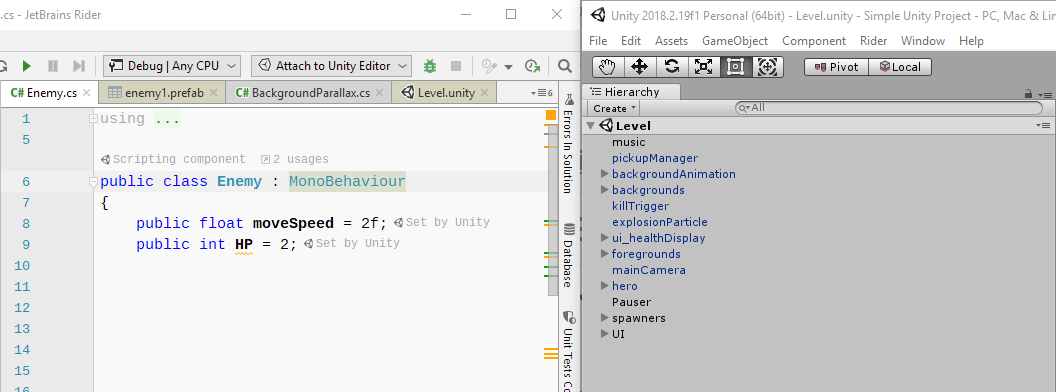 .cs - JetBrains Rider
Debug | Any CPU
Attach to Unity Editor
C# Enemy.cs
enemy1.prefab
C# BackgroundParallax.cs
Level.unity
6
1 using ...
5
Scripting component 2 usages
6 public class Enemy : MonoBehaviour
7 {
8 public float moveSpeed = 2f; Set by Unity
9 public int HP = 2; Set by Unity
10
11
12
13
14
15
16
Errors In Solution
Database
Unit Tests Co
Unity 2018.2.19f1 Personal (64bit) - Level.unity - Simple Unity Project - PC, Mac & Lin
File Edit Assets GameObject Component Rider Window Help
Pivot Local
Hierarchy
Create All
Level
music
pickupManager
backgroundAnimation
backgrounds
killTrigger
explosionParticle
ui_healthDisplay
foregrounds
mainCamera
hero
Pauser
spawners
UI